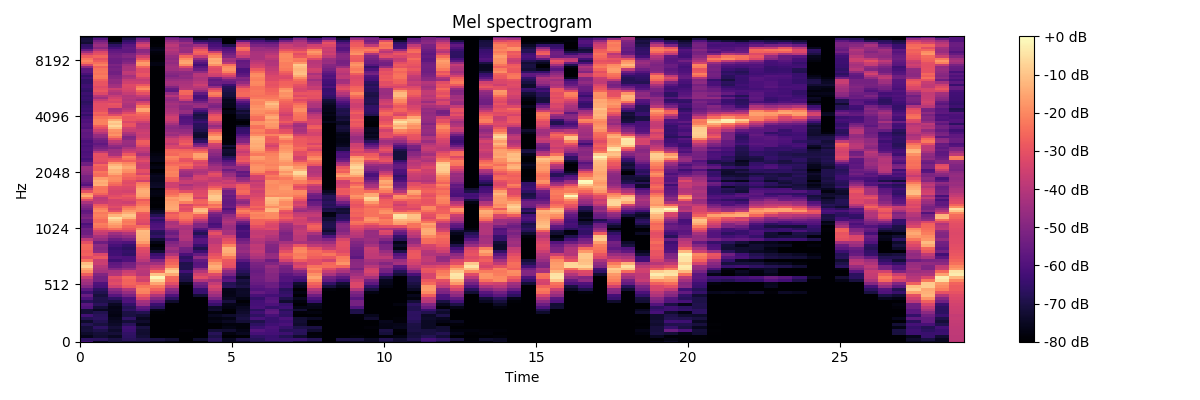 Mel spectrogram
Hz
8192
4096
2048
1024
512
0
0 5 10 15 20 25
Time
+0 dB
-10 dB
-20 dB
-30 dB
-40 dB
-50 dB
-60 dB
-70 dB
-80 dB